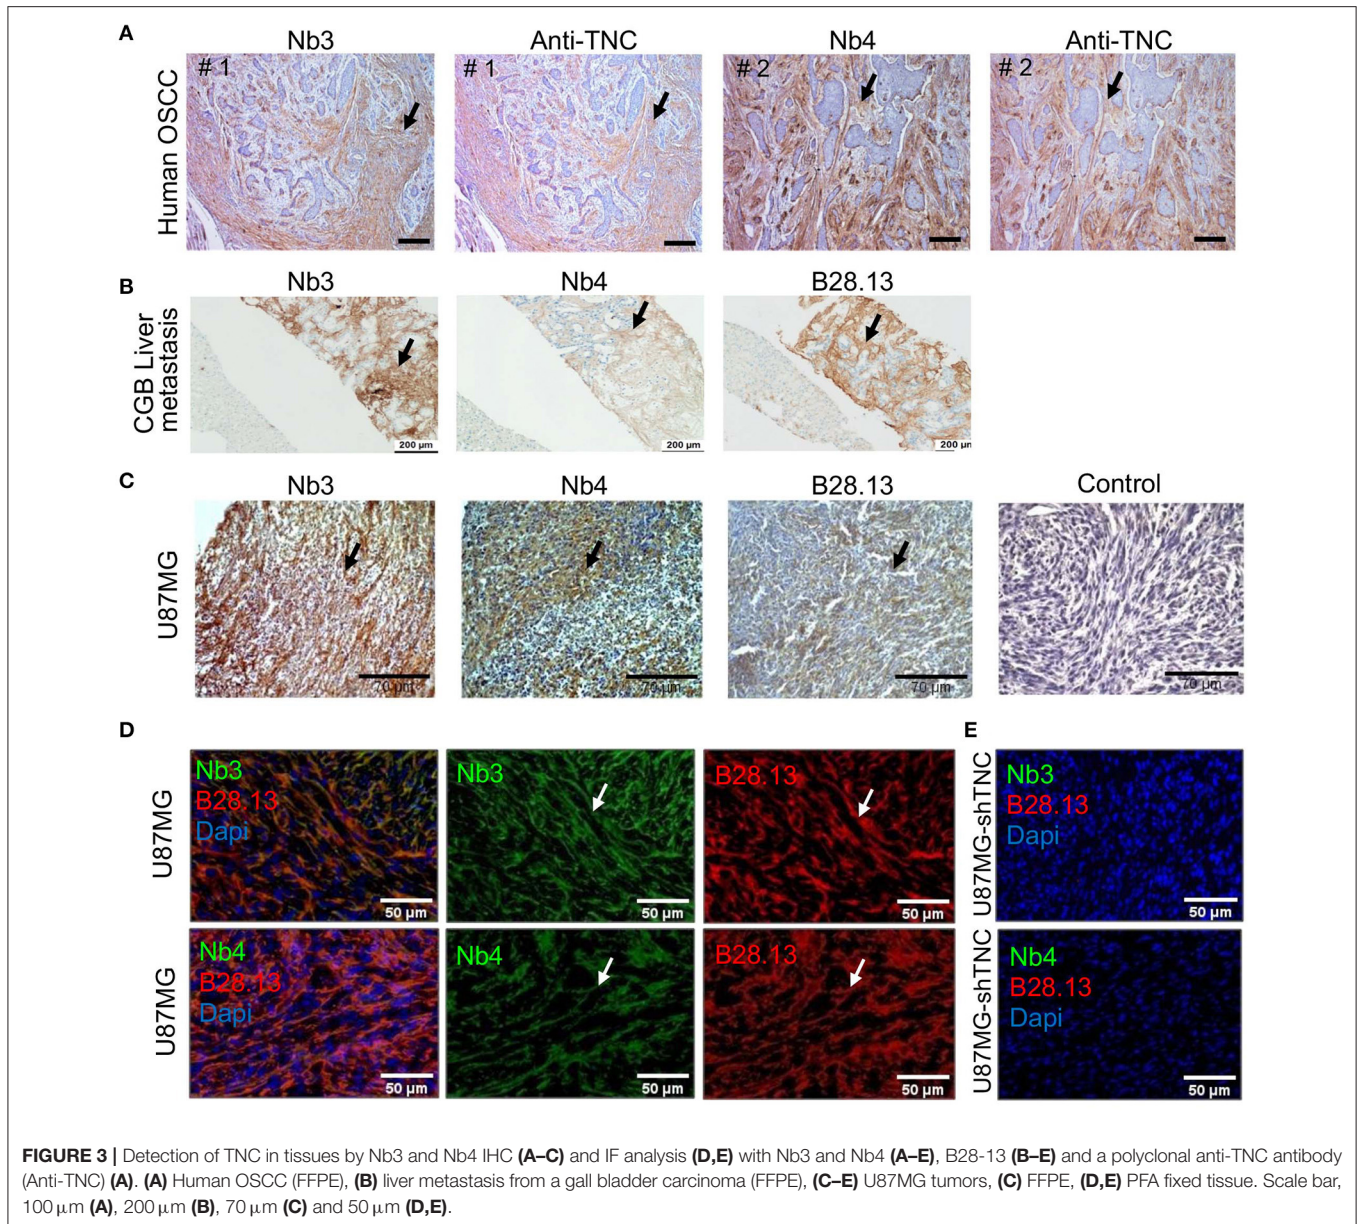 A
Nb3 Anti-TNC Nb4 Anti-TNC
Human OSCC
# 1 # 1 # 2 # 2
B
Nb3 Nb4 B28.13
CGB Liver
metastasis
200 µm 200 µm 200 µm
C
Nb3 Nb4 B28.13 Control
U87MG
70 µm 70 µm 70 µm 70 µm
D
U87MG
Nb3
B28.13
Dapi
50 µm
Nb3
50 µm
B28.13
50 µm
U87MG
Nb4
B28.13
Dapi
50 µm
Nb4
50 µm
B28.13
50 µm
E
U87MG-shTNC
Nb3
B28.13
Dapi
50 µm
U87MG-shTNC
Nb4
B28.13
Dapi
50 µm
FIGURE 3 | Detection of TNC in tissues by Nb3 and Nb4 IHC (A–C) and IF analysis (D,E) with Nb3 and Nb4 (A–E), B28-13 (B–E) and a polyclonal anti-TNC antibody
(Anti-TNC) (A). (A) Human OSCC (FFPE), (B) liver metastasis from a gall bladder carcinoma (FFPE), (C–E) U87MG tumors, (C) FFPE, (D,E) PFA fixed tissue. Scale bar,
100 µm (A), 200 µm (B), 70 µm (C) and 50 µm (D,E).